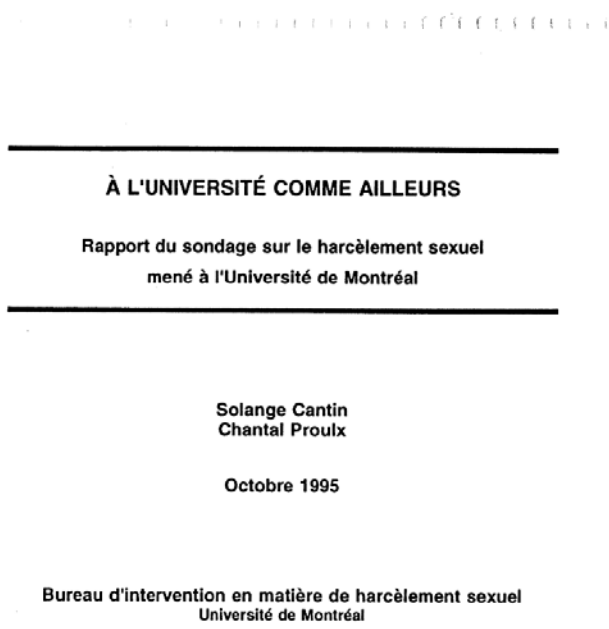 À L'UNIVERSITÉ COMME AILLEURS
Rapport du sondage sur le harcèlement sexuel
mené à l'Université de Montréal
Solange Cantin
Chantal Proulx
Octobre 1995
Bureau d'intervention en matière de harcèlement sexuel
Université de Montréal